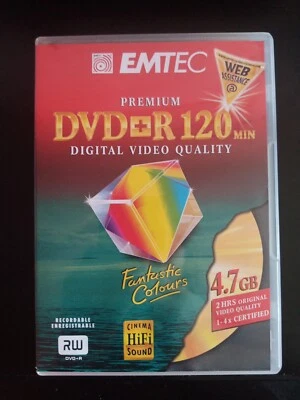 EMTEC
WEB
ASSISTANCE
@
PREMIUM
DVD+R 120 MIN
DIGITAL VIDEO QUALITY
Fantastic
Colours
4.7GB
2 HRS ORIGINAL
VIDEO QUALITY
1-4x CERTIFIED
RECORDABLE
ENREGISTRABLE
RW
DVD+R
CINEMA
HiFi
SOUND